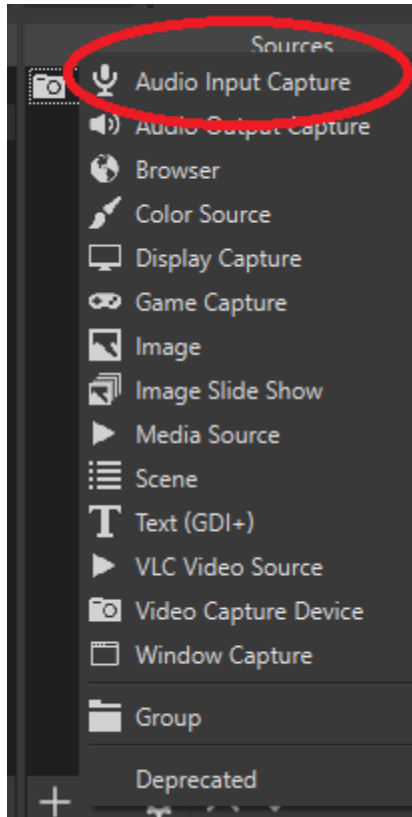 Sources
Audio Input Capture
Audio Output Capture
Browser
Color Source
Display Capture
Game Capture
Image
Image Slide Show
Media Source
Scene
Text (GDI+)
VLC Video Source
Video Capture Device
Window Capture
Group
Deprecated